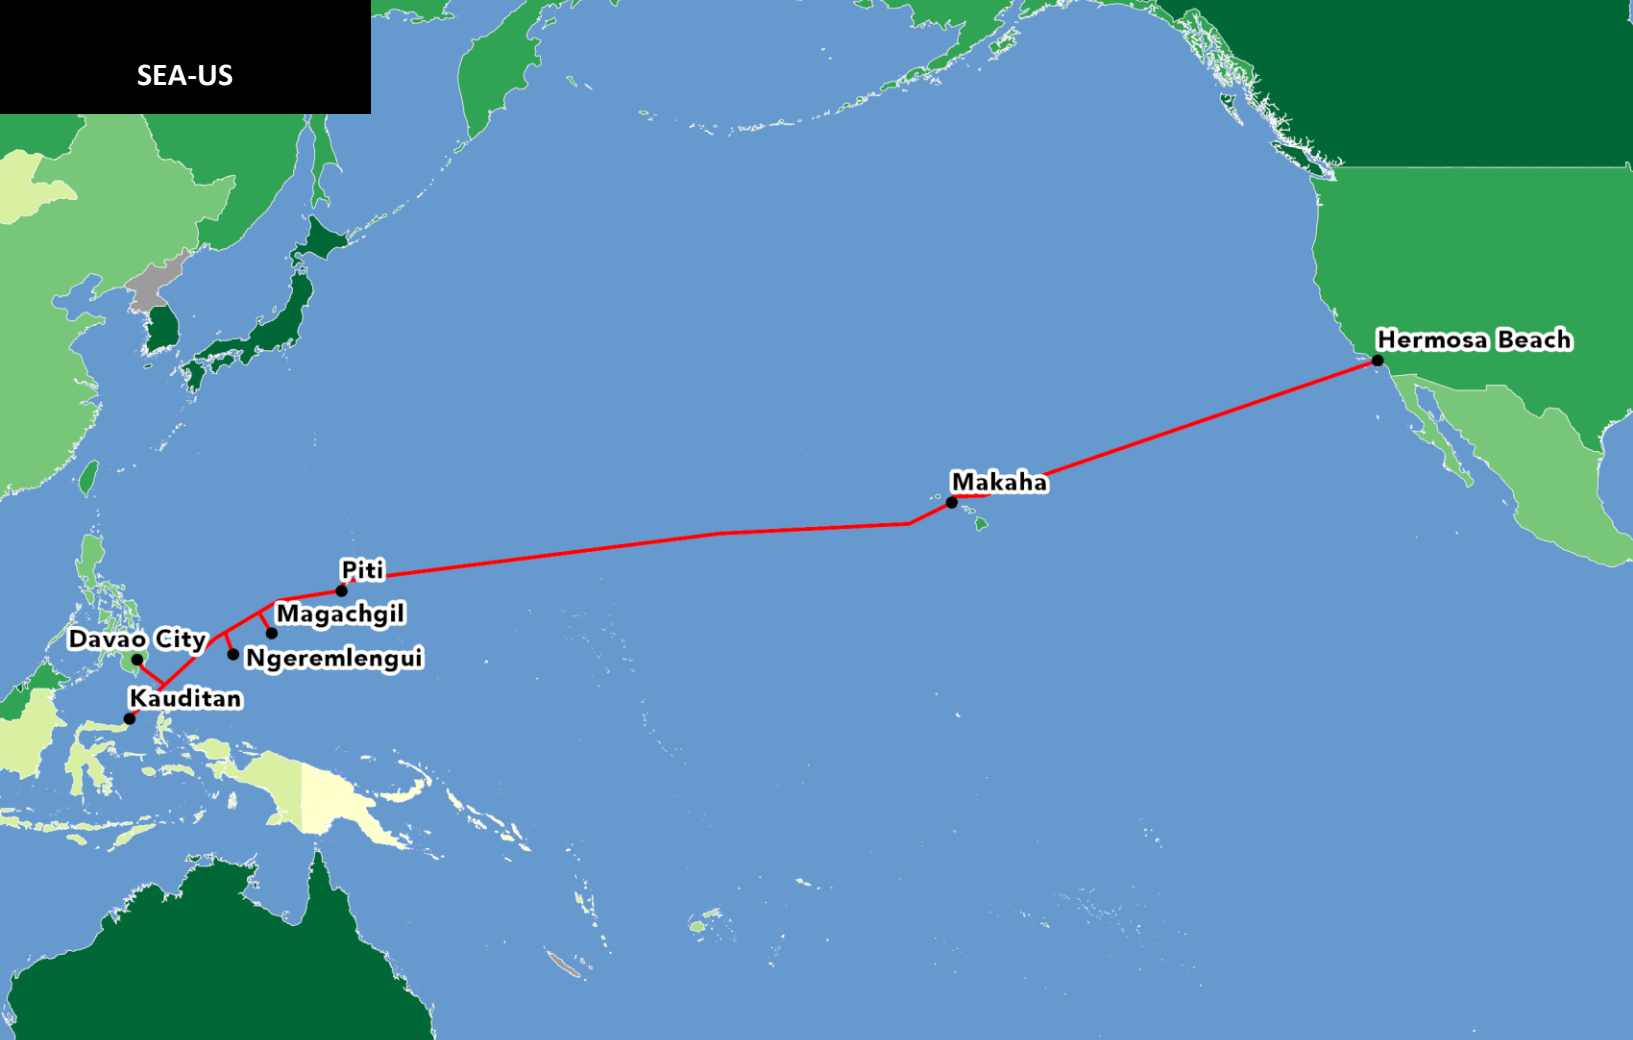 SEA-US
Hermosa Beach
Makaha
Piti
Magachgil
Davao City
Ngeremlengui
Kauditan